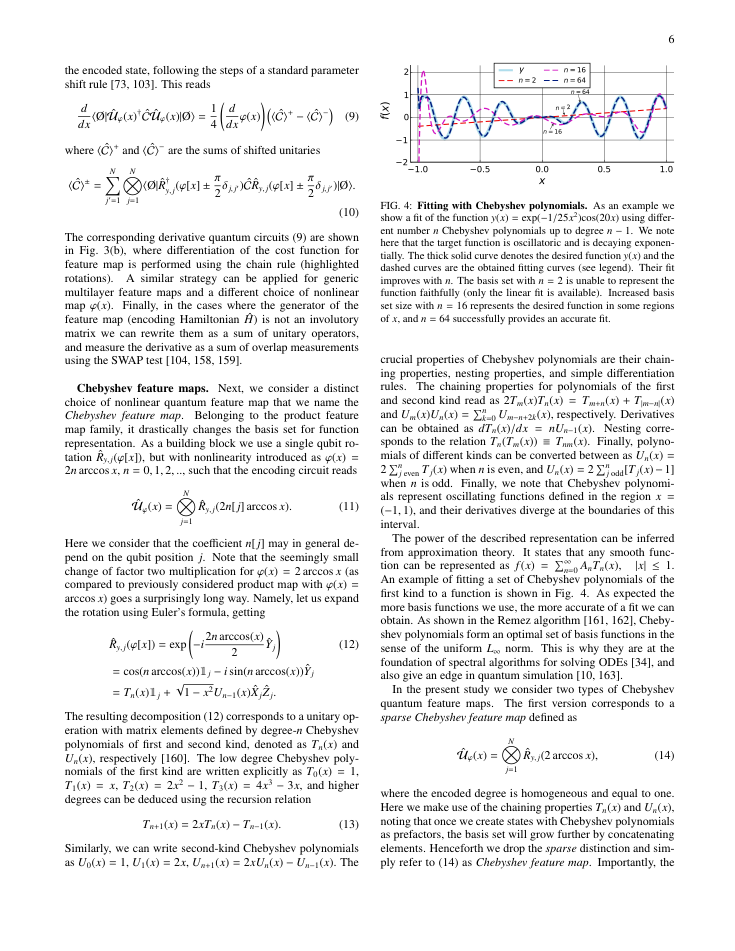 6
the encoded state, following the steps of a standard parameter
shift rule [73, 103]. This reads
d/dx ⟨Ø|Û_φ(x)†ĈÛ_φ(x)|Ø⟩ = 1/4 (d/dx φ(x)) (⟨Ĉ⟩⁺ − ⟨Ĉ⟩⁻) (9)
where ⟨Ĉ⟩⁺ and ⟨Ĉ⟩⁻ are the sums of shifted unitaries
⟨Ĉ⟩^± = ∑_{j′=1}^{N} ⨂_{j=1}^{N} ⟨Ø|R̂†_{y,j}(φ[x] ± π/2 δ_{j,j′})ĈR̂_{y,j}(φ[x] ± π/2 δ_{j,j′})|Ø⟩.
(10)
The corresponding derivative quantum circuits (9) are shown
in Fig. 3(b), where differentiation of the cost function for
feature map is performed using the chain rule (highlighted
rotations). A similar strategy can be applied for generic
multilayer feature maps and a different choice of nonlinear
map φ(x). Finally, in the cases where the generator of the
feature map (encoding Hamiltonian Ĥ) is not an involutory
matrix we can rewrite them as a sum of unitary operators,
and measure the derivative as a sum of overlap measurements
using the SWAP test [104, 158, 159].
Chebyshev feature maps. Next, we consider a distinct
choice of nonlinear quantum feature map that we name the
Chebyshev feature map. Belonging to the product feature
map family, it drastically changes the basis set for function
representation. As a building block we use a single qubit ro-
tation R̂_{y,j}(φ[x]), but with nonlinearity introduced as φ(x) =
2n arccos x, n = 0, 1, 2, .., such that the encoding circuit reads
Û_φ(x) = ⨂_{j=1}^{N} R̂_{y,j}(2n[j] arccos x). (11)
Here we consider that the coefficient n[j] may in general de-
pend on the qubit position j. Note that the seemingly small
change of factor two multiplication for φ(x) = 2 arccos x (as
compared to previously considered product map with φ(x) =
arccos x) goes a surprisingly long way. Namely, let us expand
the rotation using Euler's formula, getting
R̂_{y,j}(φ[x]) = exp(−i 2n arccos(x)/2 Ŷ_j) (12)
= cos(n arccos(x))𝟙_j − i sin(n arccos(x))Ŷ_j
= T_n(x)𝟙_j + √(1 − x²)U_{n−1}(x)X̂_jẐ_j.
The resulting decomposition (12) corresponds to a unitary op-
eration with matrix elements defined by degree-n Chebyshev
polynomials of first and second kind, denoted as T_n(x) and
U_n(x), respectively [160]. The low degree Chebyshev poly-
nomials of the first kind are written explicitly as T_0(x) = 1,
T_1(x) = x, T_2(x) = 2x² − 1, T_3(x) = 4x³ − 3x, and higher
degrees can be deduced using the recursion relation
T_{n+1}(x) = 2xT_n(x) − T_{n−1}(x). (13)
Similarly, we can write second-kind Chebyshev polynomials
as U_0(x) = 1, U_1(x) = 2x, U_{n+1}(x) = 2xU_n(x) − U_{n−1}(x). The
y n=16
n=2 n=64
n=64
n=2
n=16
2
1
0
−1
−2
f(x)
−1.0 −0.5 0.0 0.5 1.0
x
FIG. 4: Fitting with Chebyshev polynomials. As an example we
show a fit of the function y(x) = exp(−1/25x²)cos(20x) using differ-
ent number n Chebyshev polynomials up to degree n − 1. We note
here that the target function is oscillatoric and is decaying exponen-
tially. The thick solid curve denotes the desired function y(x) and the
dashed curves are the obtained fitting curves (see legend). Their fit
improves with n. The basis set with n = 2 is unable to represent the
function faithfully (only the linear fit is available). Increased basis
set size with n = 16 represents the desired function in some regions
of x, and n = 64 successfully provides an accurate fit.
crucial properties of Chebyshev polynomials are their chain-
ing properties, nesting properties, and simple differentiation
rules. The chaining properties for polynomials of the first
and second kind read as 2T_m(x)T_n(x) = T_{m+n}(x) + T_{|m−n|}(x)
and U_m(x)U_n(x) = ∑_{k=0}^{n} U_{m−n+2k}(x), respectively. Derivatives
can be obtained as dT_n(x)/dx = nU_{n−1}(x). Nesting corre-
sponds to the relation T_n(T_m(x)) ≡ T_{nm}(x). Finally, polyno-
mials of different kinds can be converted between as U_n(x) =
2 ∑_{j even}^{n} T_j(x) when n is even, and U_n(x) = 2 ∑_{j odd}^{n}[T_j(x) − 1]
when n is odd. Finally, we note that Chebyshev polynomi-
als represent oscillating functions defined in the region x =
(−1, 1), and their derivatives diverge at the boundaries of this
interval.
The power of the described representation can be inferred
from approximation theory. It states that any smooth func-
tion can be represented as f(x) = ∑_{n=0}^{∞} A_nT_n(x), |x| ≤ 1.
An example of fitting a set of Chebyshev polynomials of the
first kind to a function is shown in Fig. 4. As expected the
more basis functions we use, the more accurate of a fit we can
obtain. As shown in the Remez algorithm [161, 162], Cheby-
shev polynomials form an optimal set of basis functions in the
sense of the uniform L_∞ norm. This is why they are at the
foundation of spectral algorithms for solving ODEs [34], and
also give an edge in quantum simulation [10, 163].
In the present study we consider two types of Chebyshev
quantum feature maps. The first version corresponds to a
sparse Chebyshev feature map defined as
Û_φ(x) = ⨂_{j=1}^{N} R̂_{y,j}(2 arccos x), (14)
where the encoded degree is homogeneous and equal to one.
Here we make use of the chaining properties T_n(x) and U_n(x),
noting that once we create states with Chebyshev polynomials
as prefactors, the basis set will grow further by concatenating
elements. Henceforth we drop the sparse distinction and sim-
ply refer to (14) as Chebyshev feature map. Importantly, the